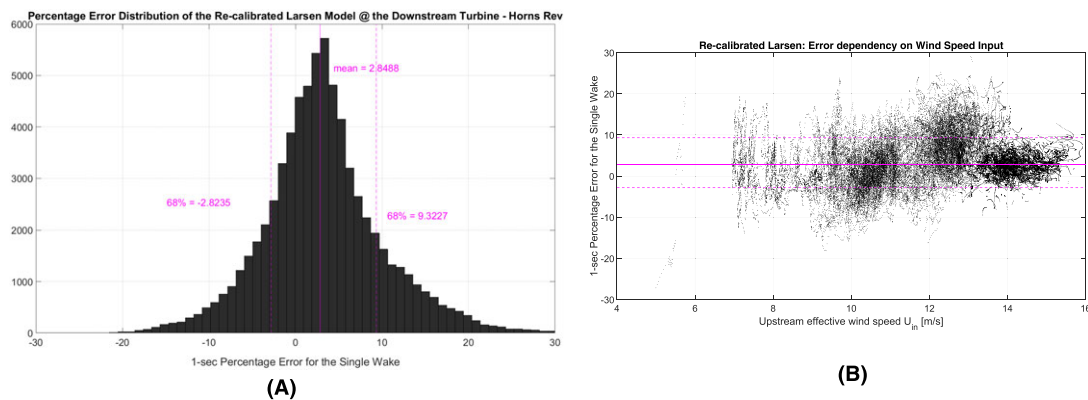 Percentage Error Distribution of the Re-calibrated Larsen Model @ the Downstream Turbine - Horns Rev
6000
5000
4000
3000
2000
1000
0
mean = 2.8488
68% = -2.8235
68% = 9.3227
-30 -20 -10 0 10 20 30
1-sec Percentage Error for the Single Wake
(A)
Re-calibrated Larsen: Error dependency on Wind Speed Input
1-sec Percentage Error for the Single Wake
30
20
10
0
-10
-20
-30
4 6 8 10 12 14 16
Upstream effective wind speed U_in [m/s]
(B)